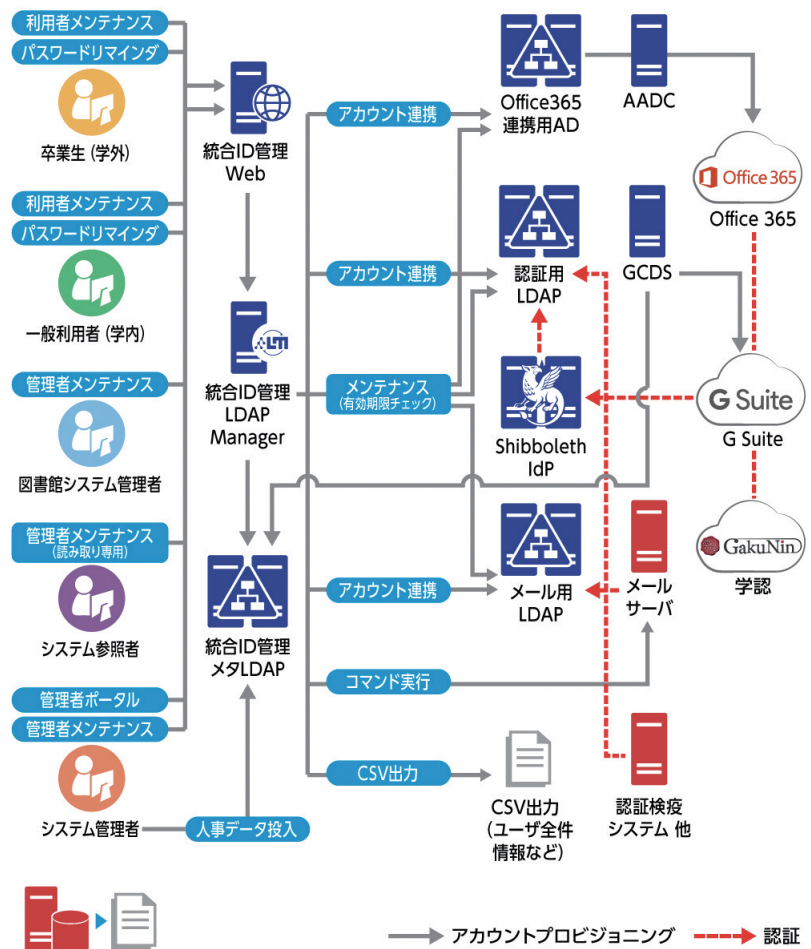 利用者メンテナンス
パスワードリマインダ
卒業生（学外）
利用者メンテナンス
パスワードリマインダ
一般利用者（学内）
管理者メンテナンス
図書館システム管理者
管理者メンテナンス
（読み取り専用）
システム参照者
管理者ポータル
管理者メンテナンス
システム管理者
人事データ投入
統合ID管理
Web
LM
統合ID管理
LDAP
Manager
統合ID管理
メタLDAP
アカウント連携
アカウント連携
メンテナンス
（有効期限チェック）
アカウント連携
コマンド実行
CSV出力
Office365
連携用AD
AADC
Office 365
Office 365
認証用
LDAP
GCDS
Shibboleth
IdP
G Suite
G Suite
メール用
LDAP
メール
サーバ
GakuNin
学認
CSV出力
（ユーザ全件
情報など）
認証検疫
システム 他
アカウントプロビジョニング
認証